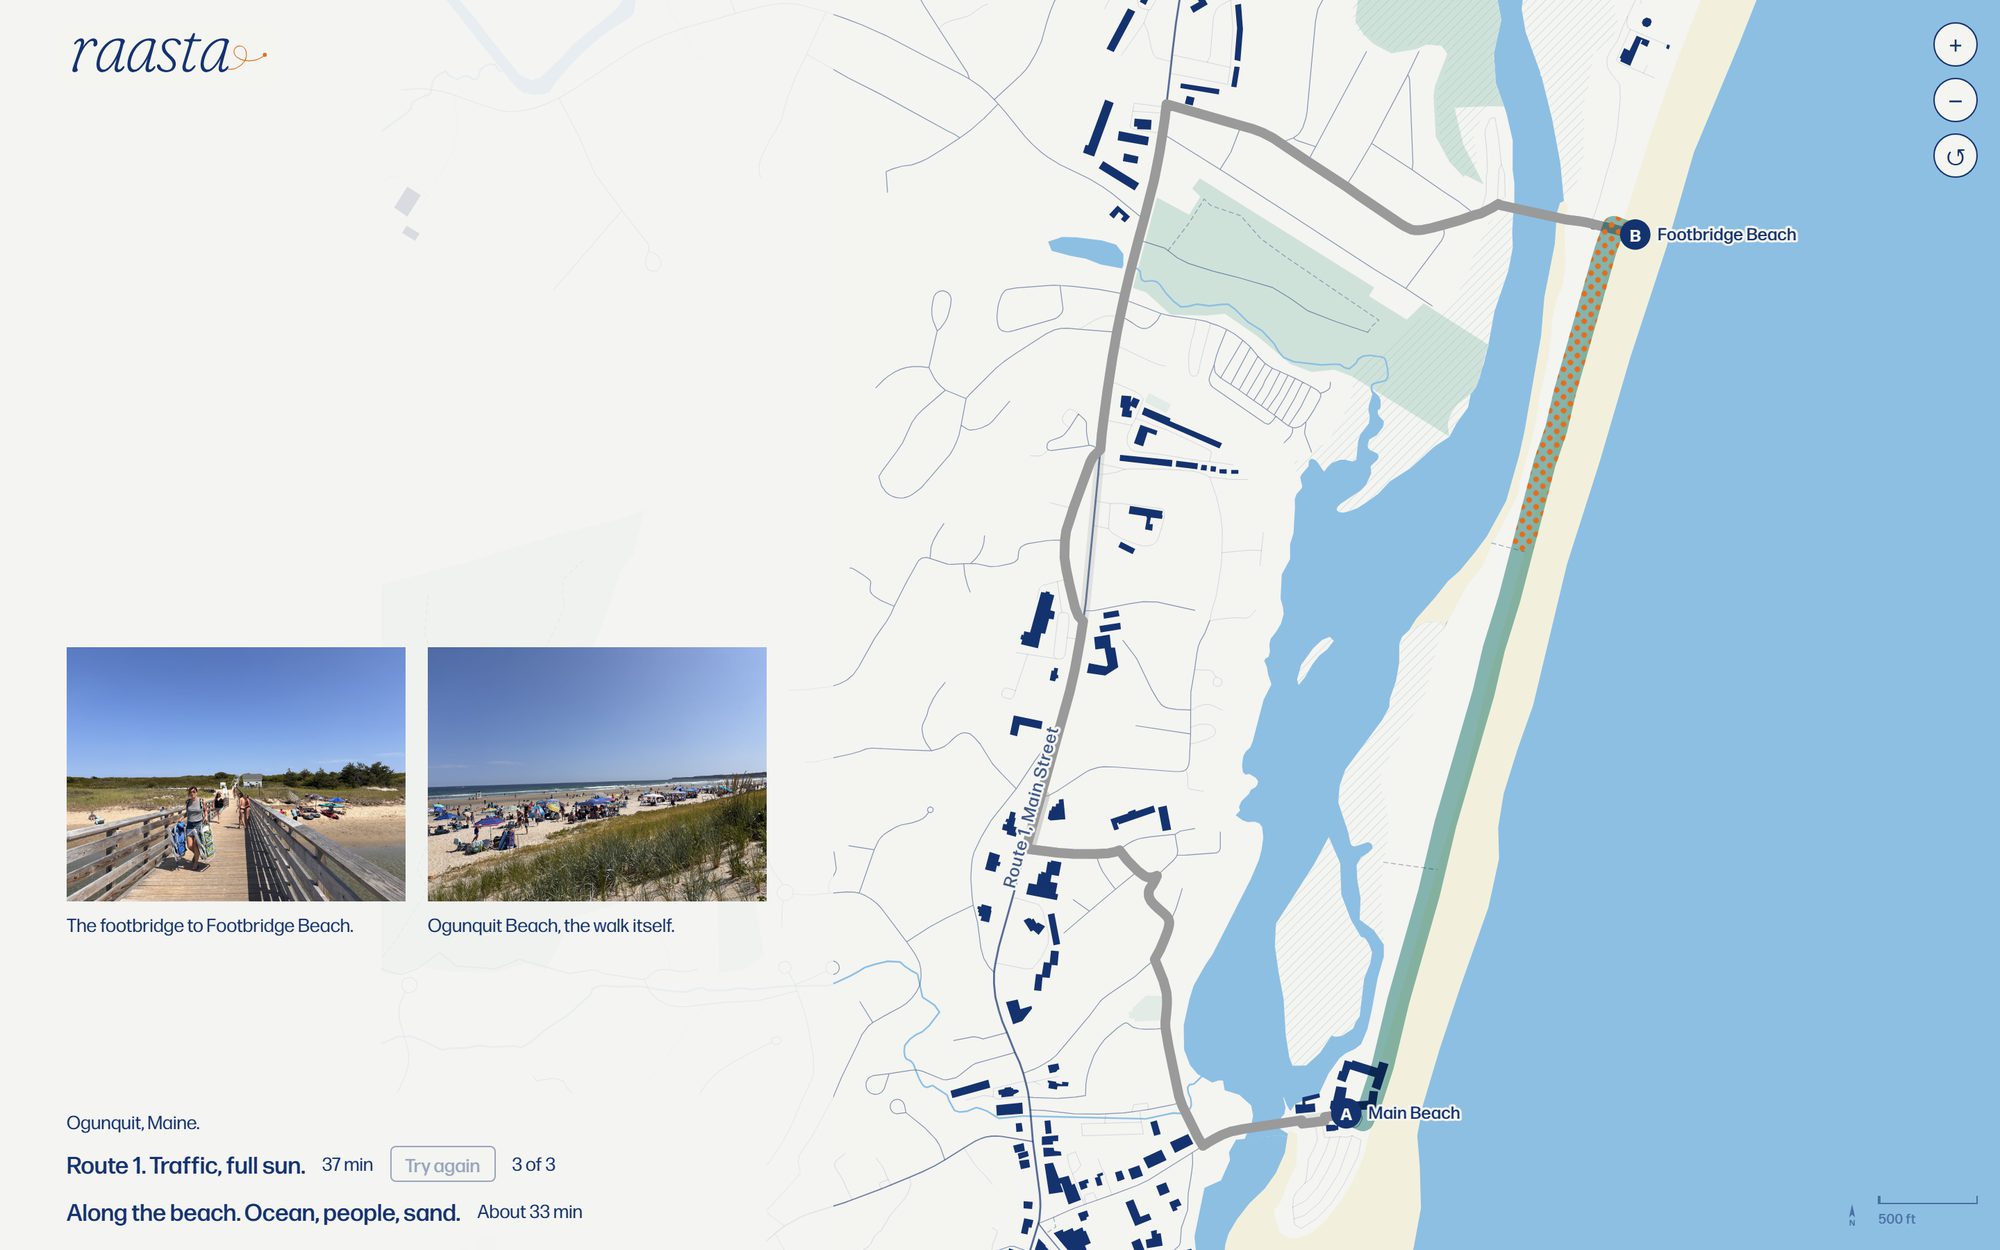 raasta
+
−
↺
B Footbridge Beach
Route 1, Main Street
The footbridge to Footbridge Beach.
Ogunquit Beach, the walk itself.
A Main Beach
Ogunquit, Maine.
Route 1. Traffic, full sun. 37 min Try again 3 of 3
Along the beach. Ocean, people, sand. About 33 min
N
500 ft